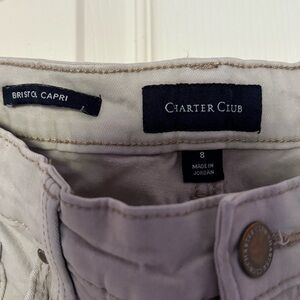 BRISTOL CAPRI
CHARTER CLUB
8
MADE IN
JORDAN